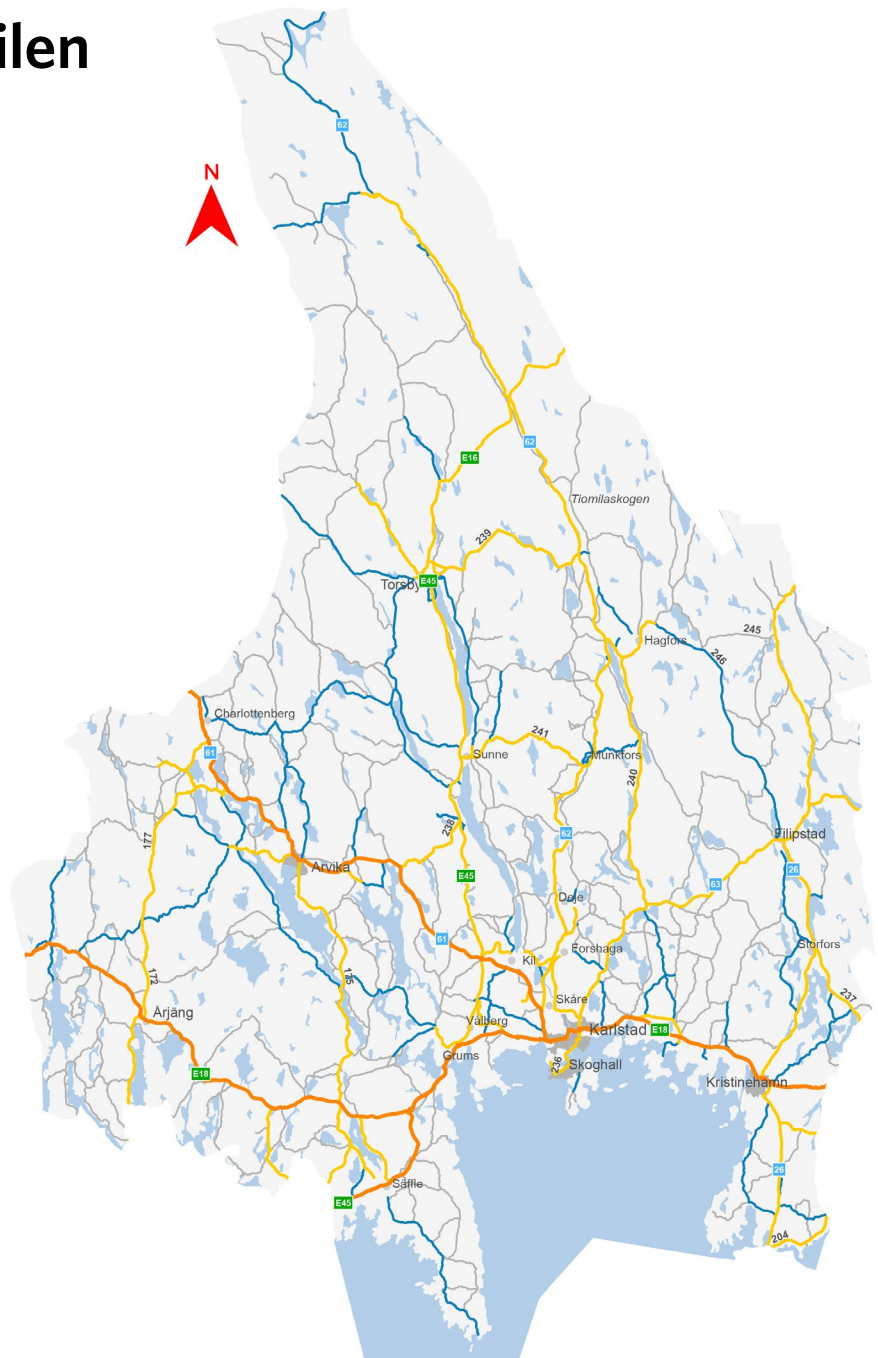 ilen
62
N
62
E16
Tiomilaskogen
239
Torsby
E45
245
Hagfors
246
Charlottenberg
241
61
Sunne
Munkfors
240
238
62
Filipstad
177
Arvika
26
E45
63
Deje
61
Storfors
Forshaga
Kil
172
175
237
Skåre
Årjäng
Vålberg
Karlstad
E18
Grums
236
Skoghall
E18
Kristinehamn
26
Säffle
E45
204